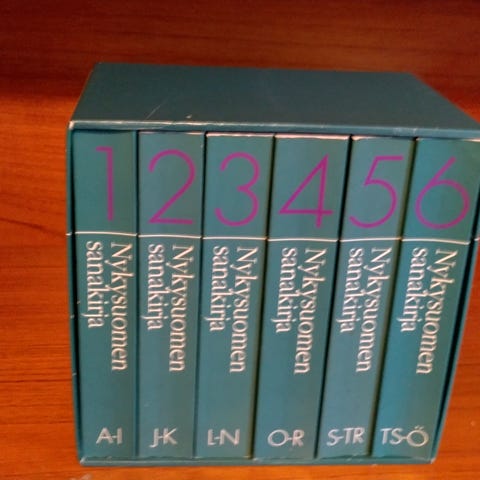 1
Nykysuomen
sanakirja
A-I
2
Nykysuomen
sanakirja
J-K
3
Nykysuomen
sanakirja
L-N
4
Nykysuomen
sanakirja
O-R
5
Nykysuomen
sanakirja
S-TR
6
Nykysuomen
sanakirja
TS-Ö